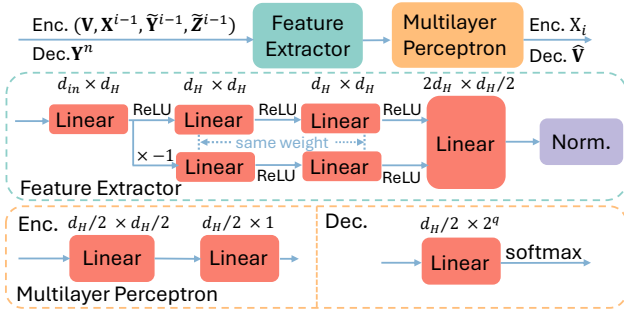 Enc. (𝐕, 𝐗^{i−1}, 𝐘̃^{i−1}, 𝐙̃^{i−1})
Dec.𝐘^n
Feature Extractor
Multilayer Perceptron
Enc. X_i
Dec. 𝐕̂
d_{in} × d_H
d_H × d_H
d_H × d_H
2d_H × d_H/2
Linear
ReLU
Linear
ReLU
Linear
ReLU
same weight
Linear
Norm.
× −1
Linear
ReLU
Linear
ReLU
Feature Extractor
Enc.
d_H/2 × d_H/2
d_H/2 × 1
Linear
Linear
Multilayer Perceptron
Dec.
d_H/2 × 2^q
Linear
softmax